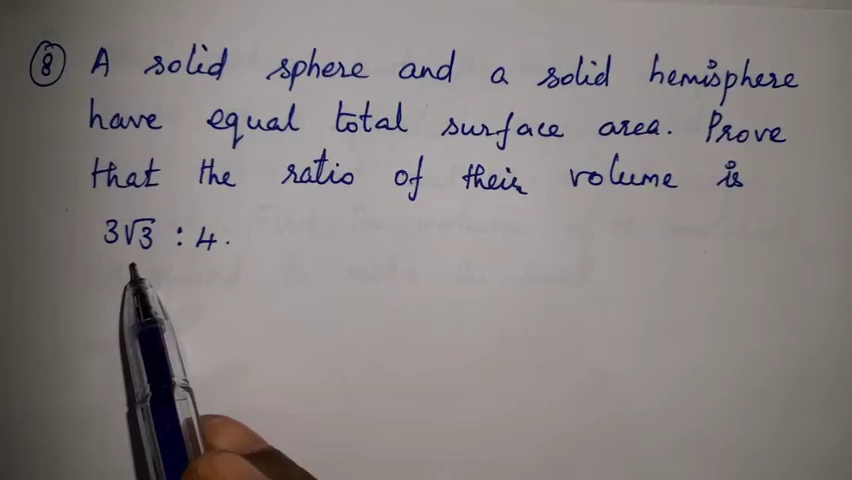 8 A solid sphere and a solid hemisphere
have equal total surface area. Prove
that the ratio of their volume is
3√3 : 4.